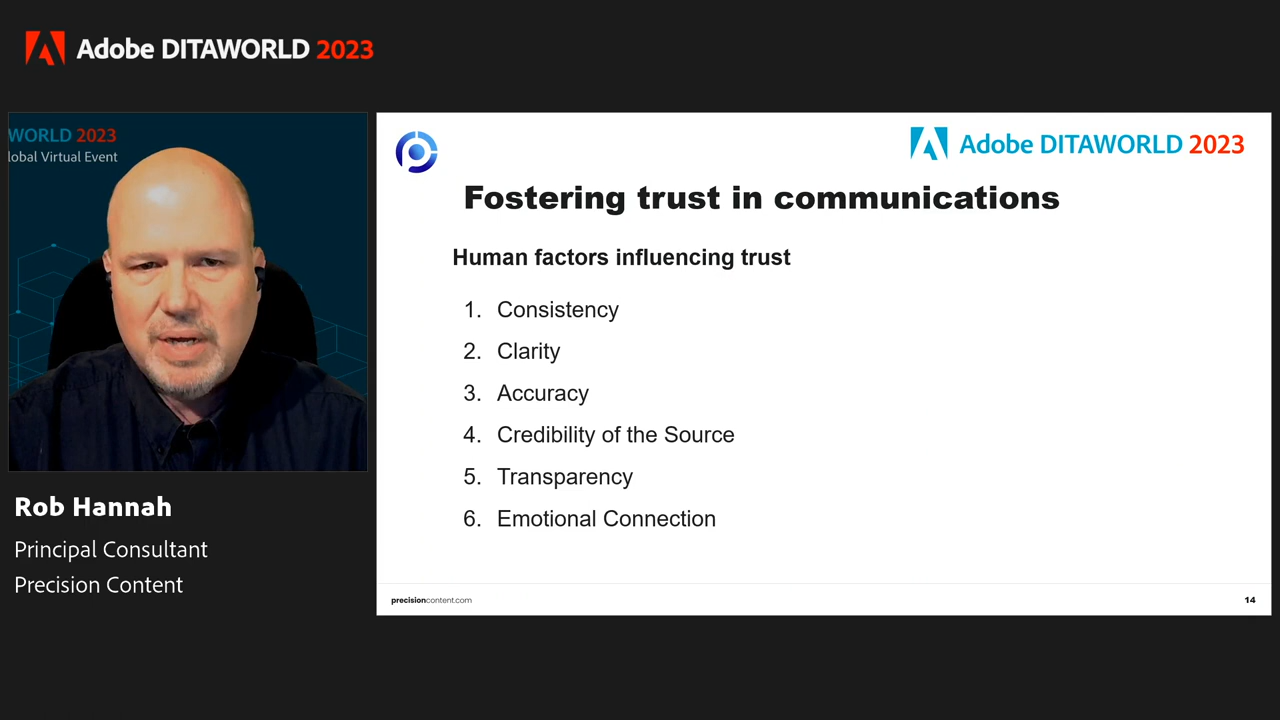 Adobe DITAWORLD 2023
WORLD 2023
lobal Virtual Event
Rob Hannah
Principal Consultant
Precision Content
Adobe DITAWORLD 2023
Fostering trust in communications
Human factors influencing trust
1. Consistency
2. Clarity
3. Accuracy
4. Credibility of the Source
5. Transparency
6. Emotional Connection
precisioncontent.com
14